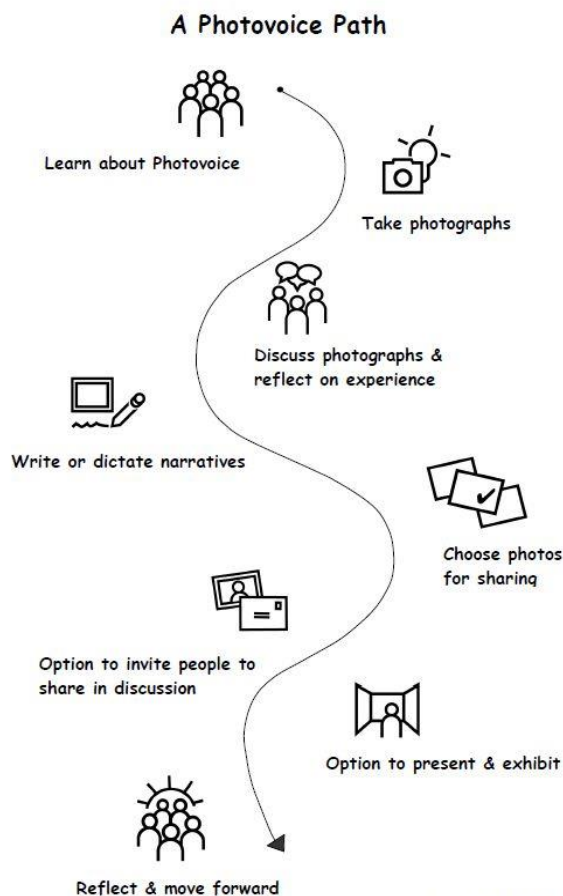 A Photovoice Path
Learn about Photovoice
Take photographs
Discuss photographs &
reflect on experience
Write or dictate narratives
Choose photos
for sharing
Option to invite people to
share in discussion
Option to present & exhibit
Reflect & move forward